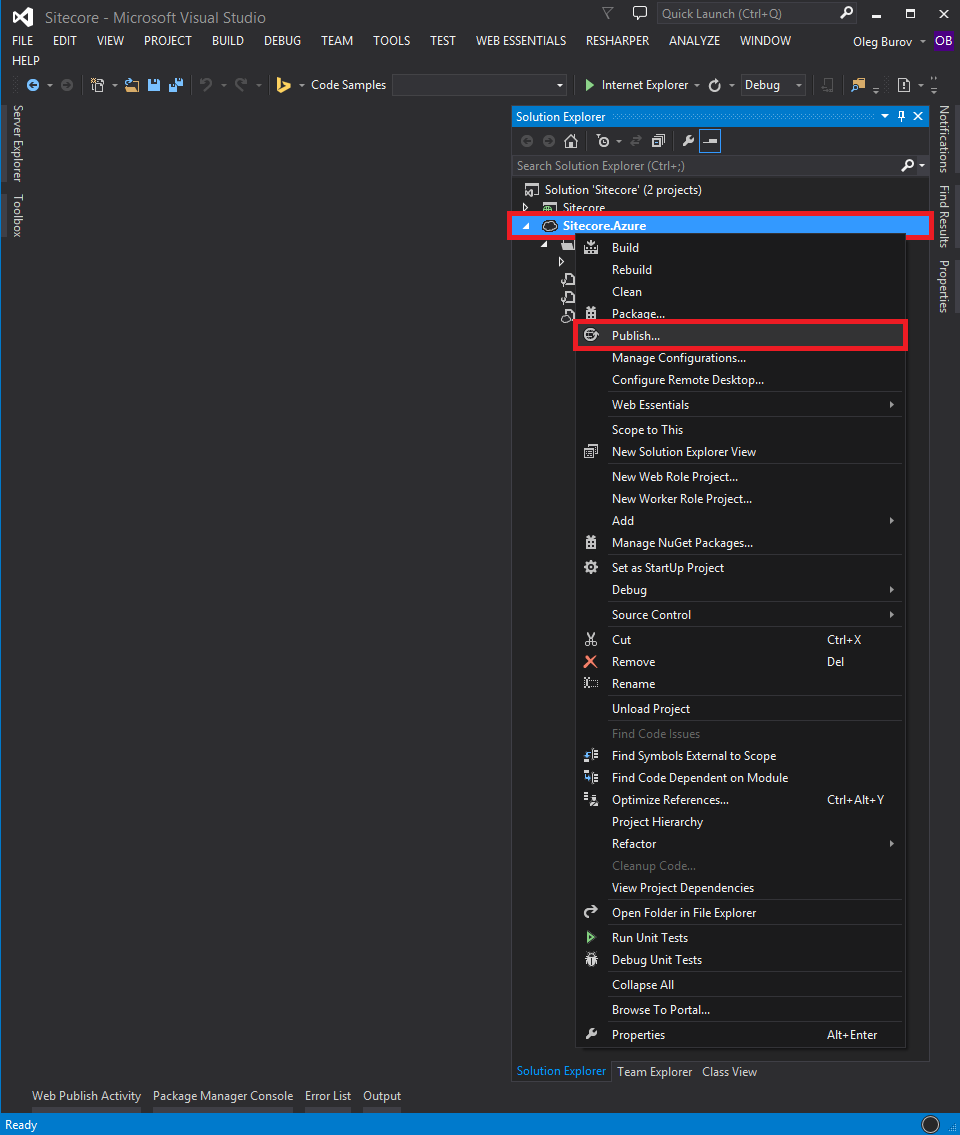 Sitecore - Microsoft Visual Studio
Quick Launch (Ctrl+Q)
FILE EDIT VIEW PROJECT BUILD DEBUG TEAM TOOLS TEST WEB ESSENTIALS RESHARPER ANALYZE WINDOW
Oleg Burov OB
HELP
Code Samples
Internet Explorer
Debug
Server Explorer
Toolbox
Solution Explorer
Search Solution Explorer (Ctrl+;)
Solution 'Sitecore' (2 projects)
Sitecore
Sitecore.Azure
Build
Rebuild
Clean
Package...
Publish...
Manage Configurations...
Configure Remote Desktop...
Web Essentials
Scope to This
New Solution Explorer View
New Web Role Project...
New Worker Role Project...
Add
Manage NuGet Packages...
Set as StartUp Project
Debug
Source Control
Cut Ctrl+X
Remove Del
Rename
Unload Project
Find Code Issues
Find Symbols External to Scope
Find Code Dependent on Module
Optimize References... Ctrl+Alt+Y
Project Hierarchy
Refactor
Cleanup Code...
View Project Dependencies
Open Folder in File Explorer
Run Unit Tests
Debug Unit Tests
Collapse All
Browse To Portal...
Properties Alt+Enter
Notifications
Find Results
Properties
Solution Explorer Team Explorer Class View
Web Publish Activity Package Manager Console Error List Output
Ready